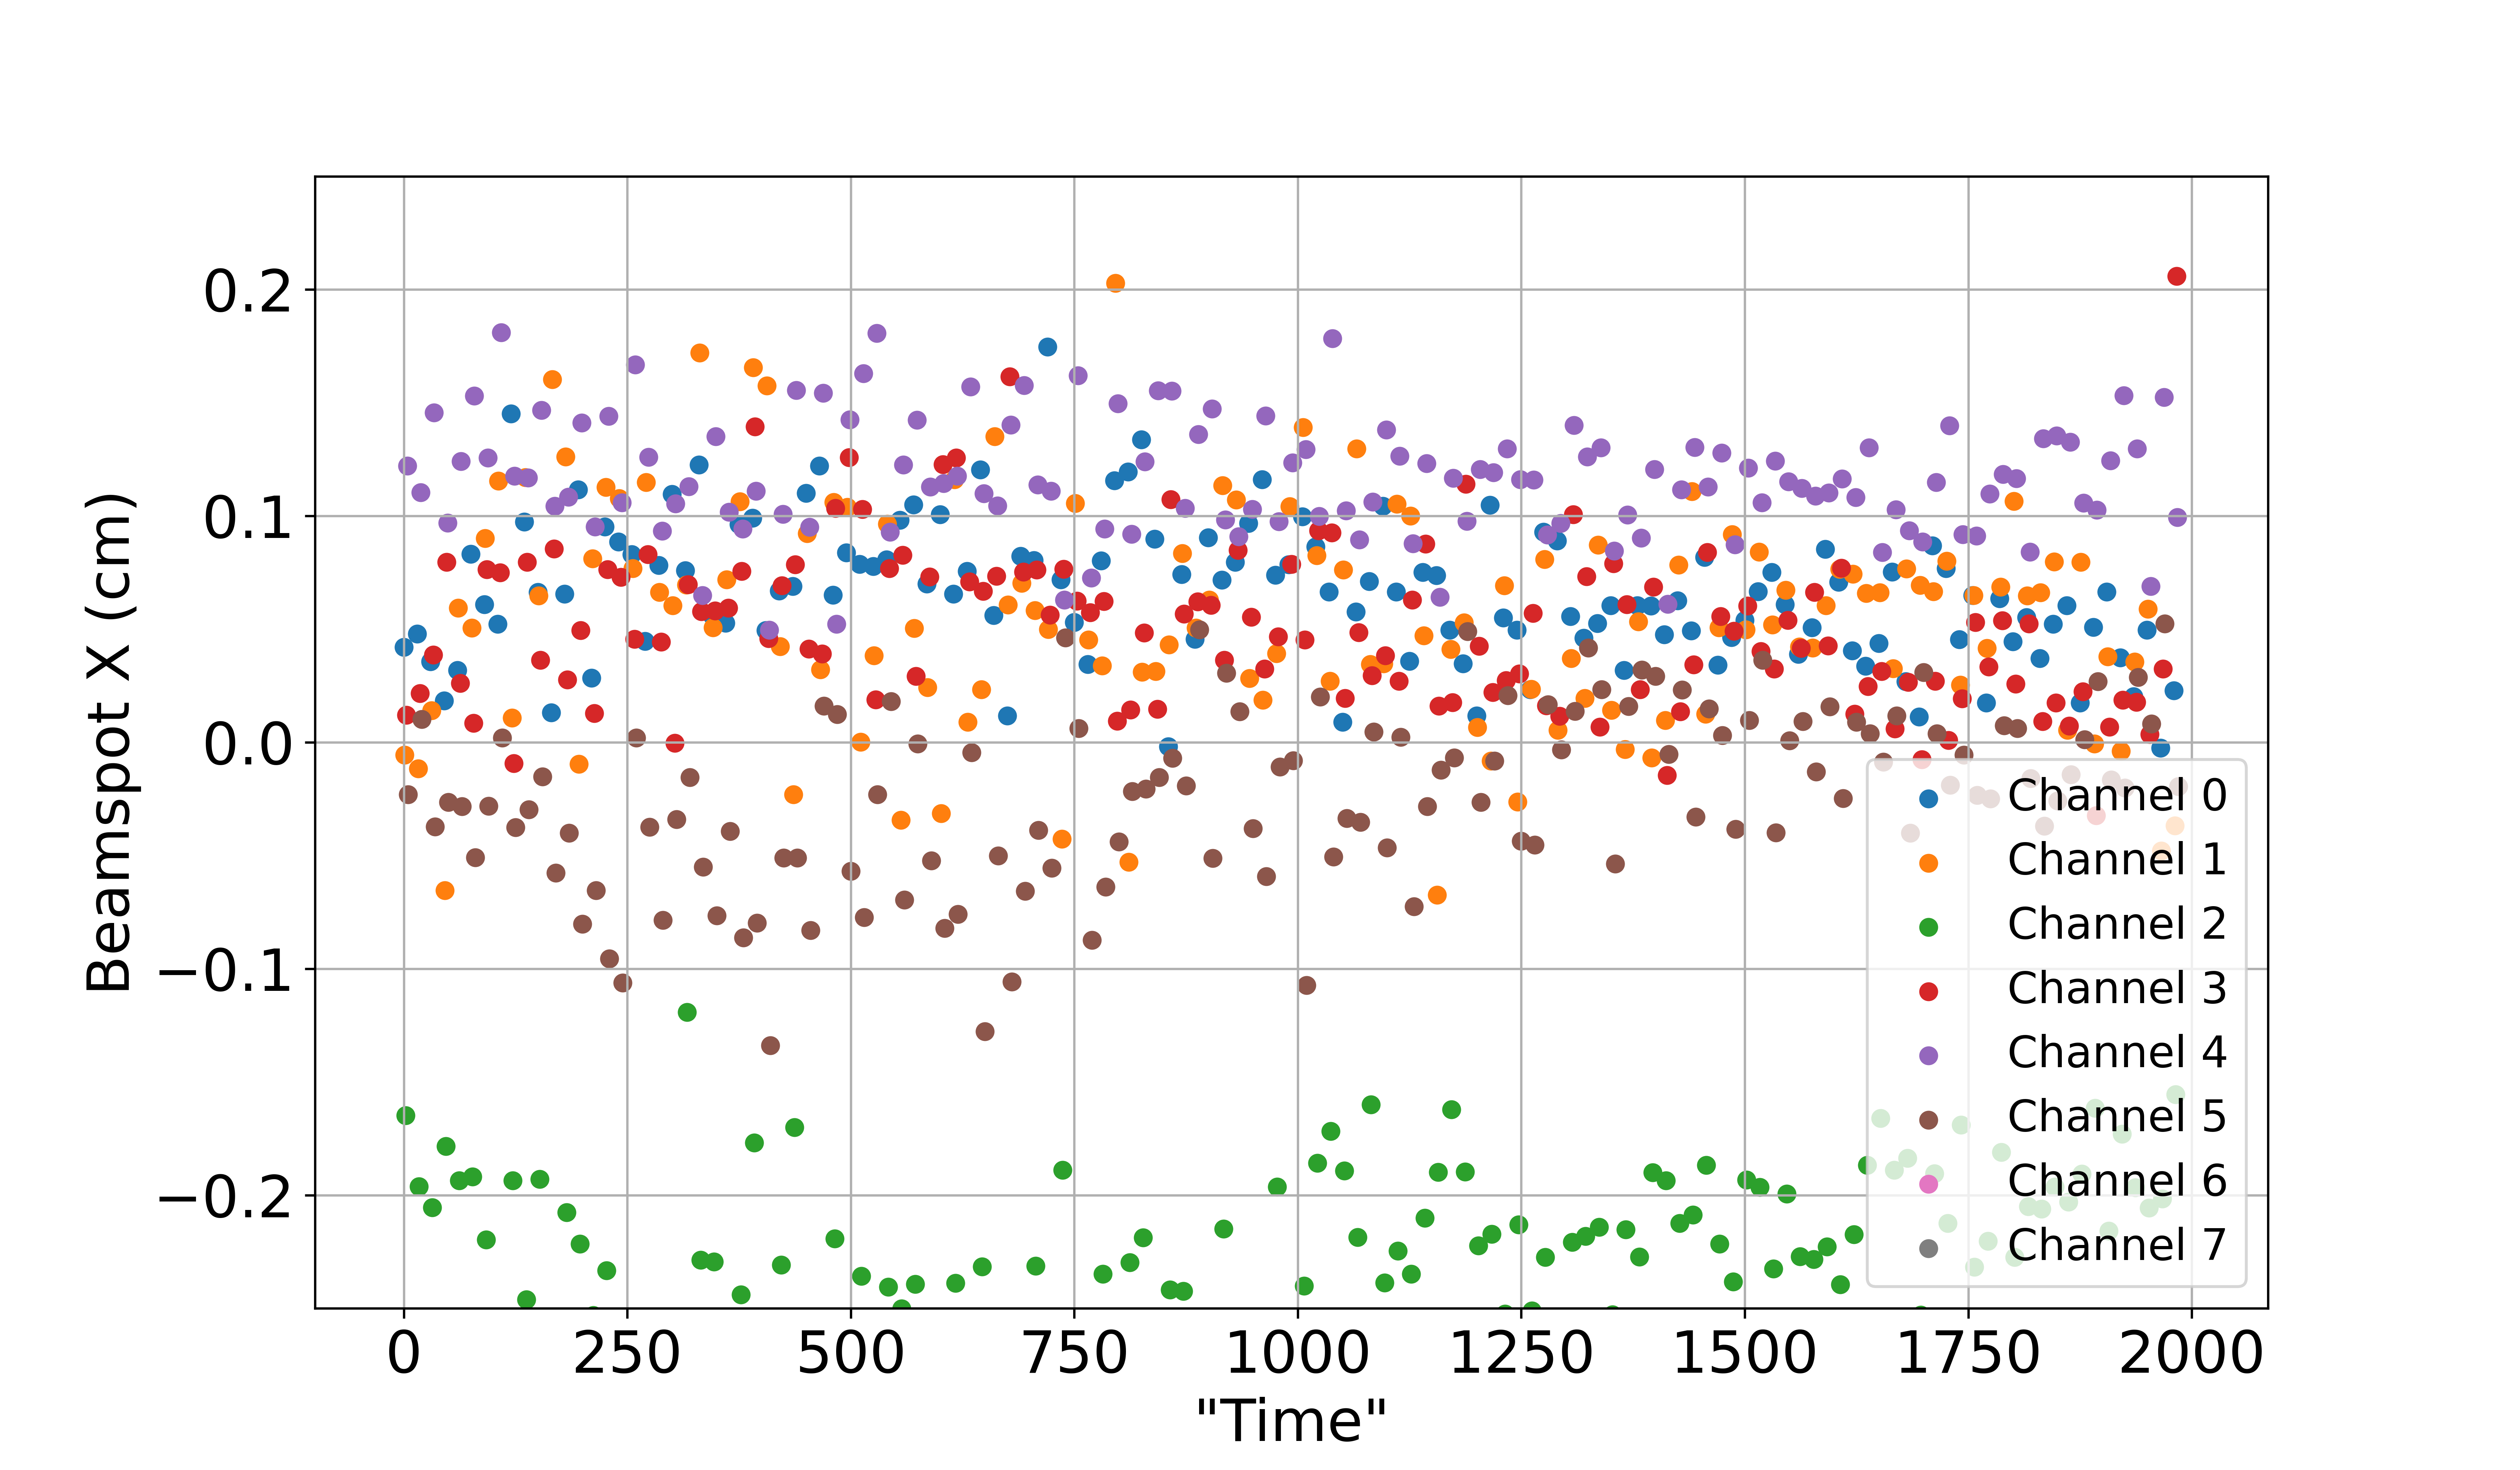 0.2
0.1
0.0
−0.1
−0.2
Beamspot X (cm)
0
250
500
750
1000
1250
1500
1750
2000
"Time"
Channel 0
Channel 1
Channel 2
Channel 3
Channel 4
Channel 5
Channel 6
Channel 7